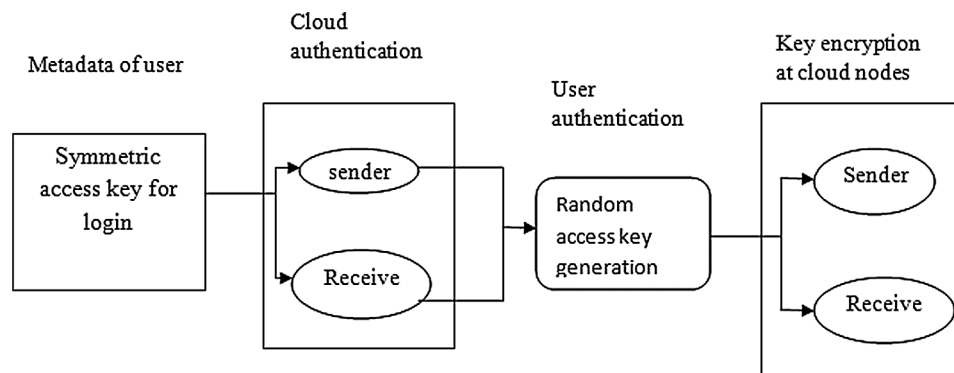 Metadata of user
Symmetric
access key for
login
Cloud
authentication
sender
Receive
User
authentication
Random
access key
generation
Key encryption
at cloud nodes
Sender
Receive